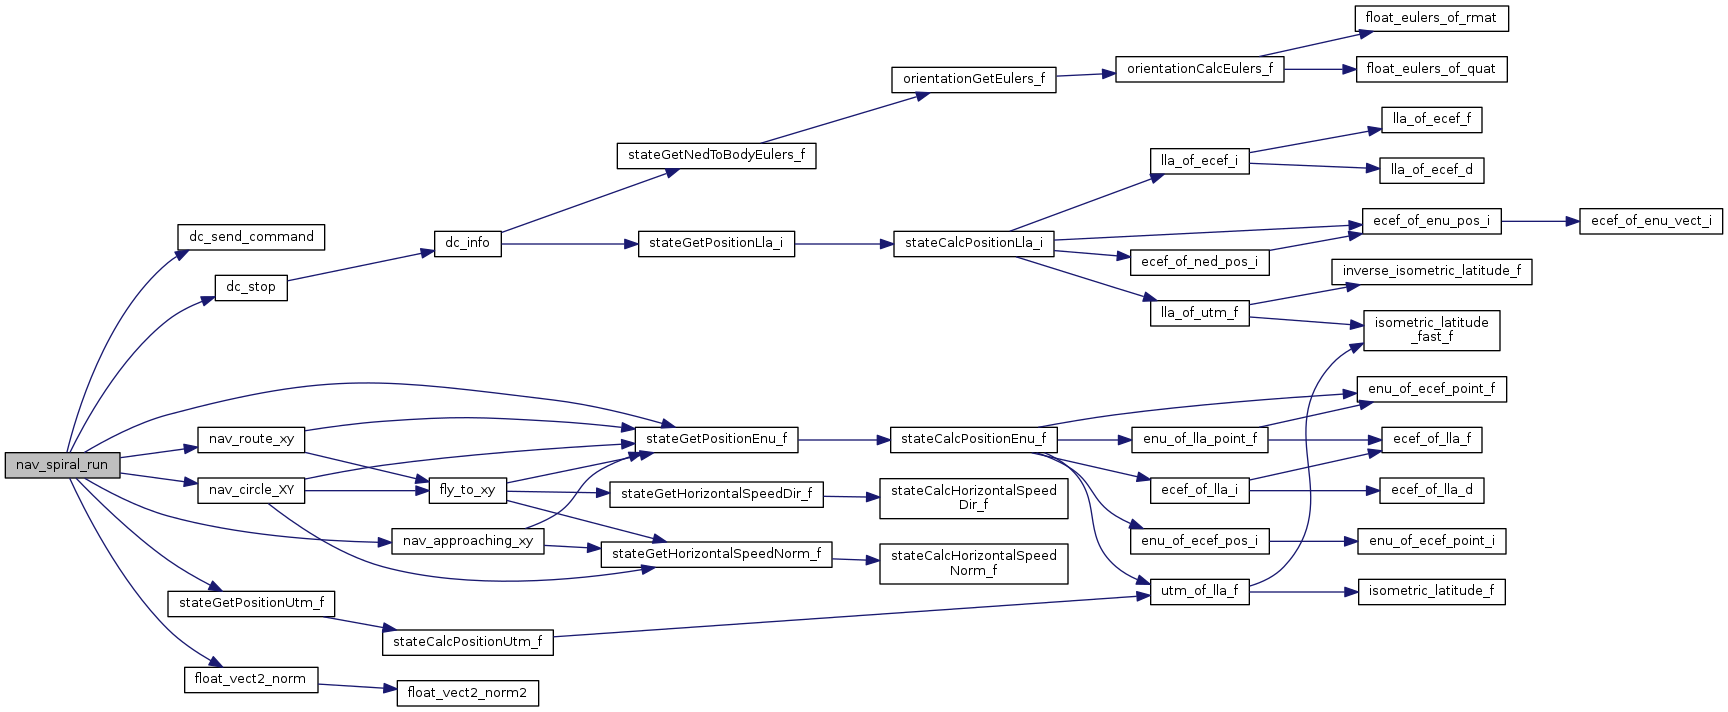 float_eulers_of_rmat
orientationGetEulers_f
orientationCalcEulers_f
float_eulers_of_quat
lla_of_ecef_f
stateGetNedToBodyEulers_f
lla_of_ecef_i
lla_of_ecef_d
dc_send_command
dc_info
stateGetPositionLla_i
stateCalcPositionLla_i
ecef_of_enu_pos_i
ecef_of_enu_vect_i
ecef_of_ned_pos_i
inverse_isometric_latitude_f
dc_stop
lla_of_utm_f
isometric_latitude
_fast_f
enu_of_ecef_point_f
nav_route_xy
stateGetPositionEnu_f
stateCalcPositionEnu_f
enu_of_lla_point_f
ecef_of_lla_f
nav_spiral_run
nav_circle_XY
fly_to_xy
stateGetHorizontalSpeedDir_f
stateCalcHorizontalSpeed
Dir_f
ecef_of_lla_i
ecef_of_lla_d
nav_approaching_xy
stateGetHorizontalSpeedNorm_f
stateCalcHorizontalSpeed
Norm_f
enu_of_ecef_pos_i
enu_of_ecef_point_i
stateGetPositionUtm_f
utm_of_lla_f
isometric_latitude_f
stateCalcPositionUtm_f
float_vect2_norm
float_vect2_norm2